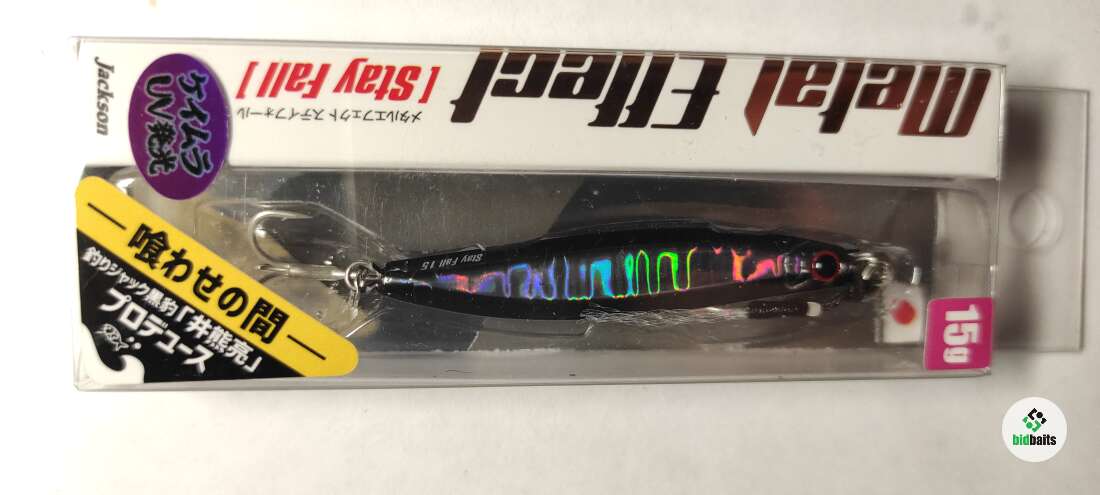 Metal Effect
[Stay Fall]
メタルエフェクト ステイフォール
Jackson
ケイムラ
UV発光
喰わせの間
釣りジャック黒豹「井熊亮」
プロデュース
Stay Fall 15
15g
bidbaits